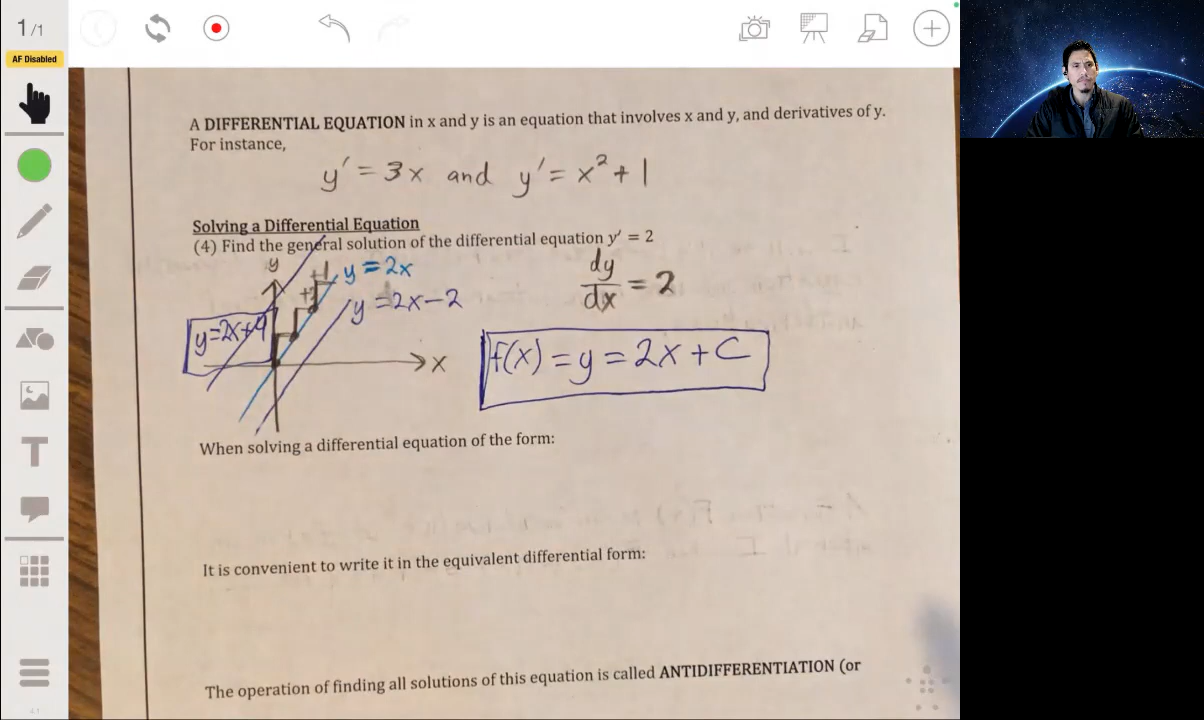 1/1
AF Disabled
A DIFFERENTIAL EQUATION in x and y is an equation that involves x and y, and derivatives of y.
For instance,
y' = 3x and y' = x² + 1
Solving a Differential Equation
(4) Find the general solution of the differential equation y' = 2
y
y = 2x
dy/dx = 2
y = 2x - 2
y=2x+9
x
f(x) = y = 2x + C
When solving a differential equation of the form:
It is convenient to write it in the equivalent differential form:
The operation of finding all solutions of this equation is called ANTIDIFFERENTIATION (or
T